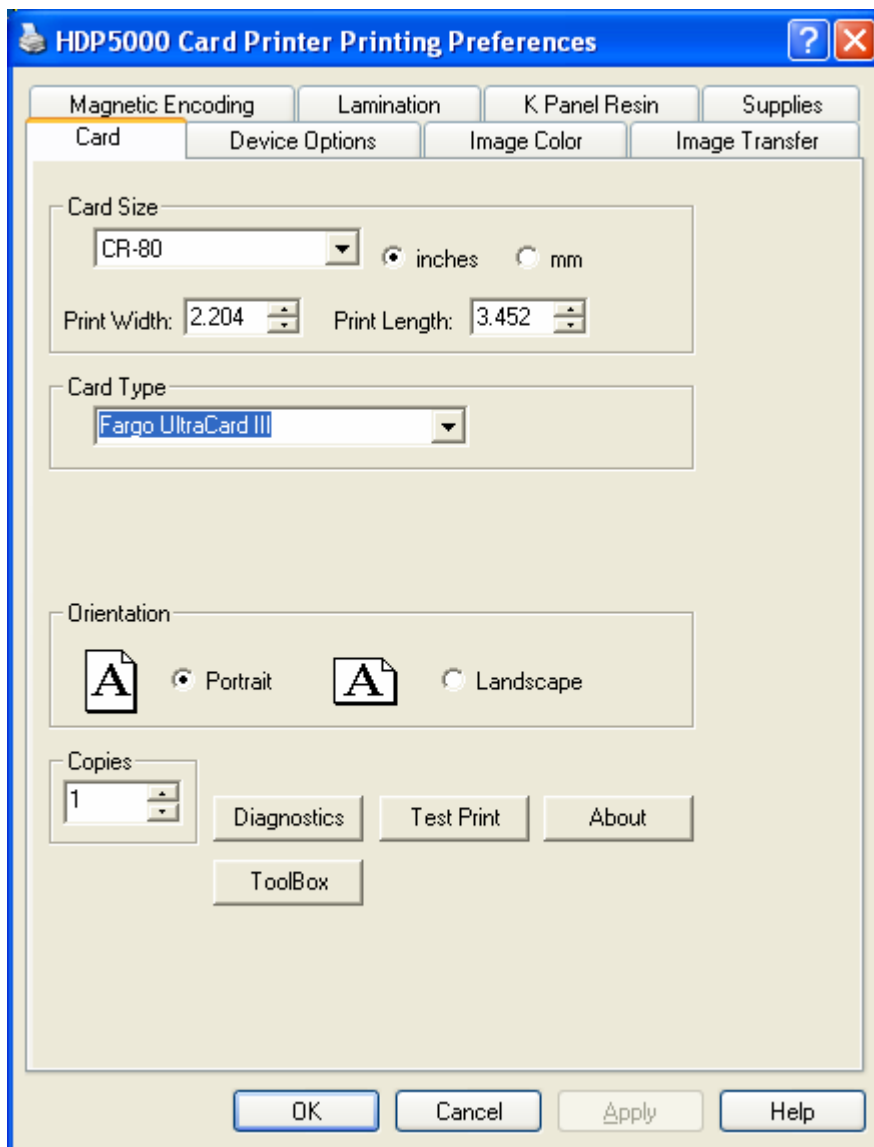 HDP5000 Card Printer Printing Preferences
Magnetic Encoding Lamination K Panel Resin Supplies
Card Device Options Image Color Image Transfer
Card Size
CR-80 inches mm
Print Width: 2.204 Print Length: 3.452
Card Type
Fargo UltraCard III
Orientation
A Portrait A Landscape
Copies
1 Diagnostics Test Print About
ToolBox
OK Cancel Apply Help